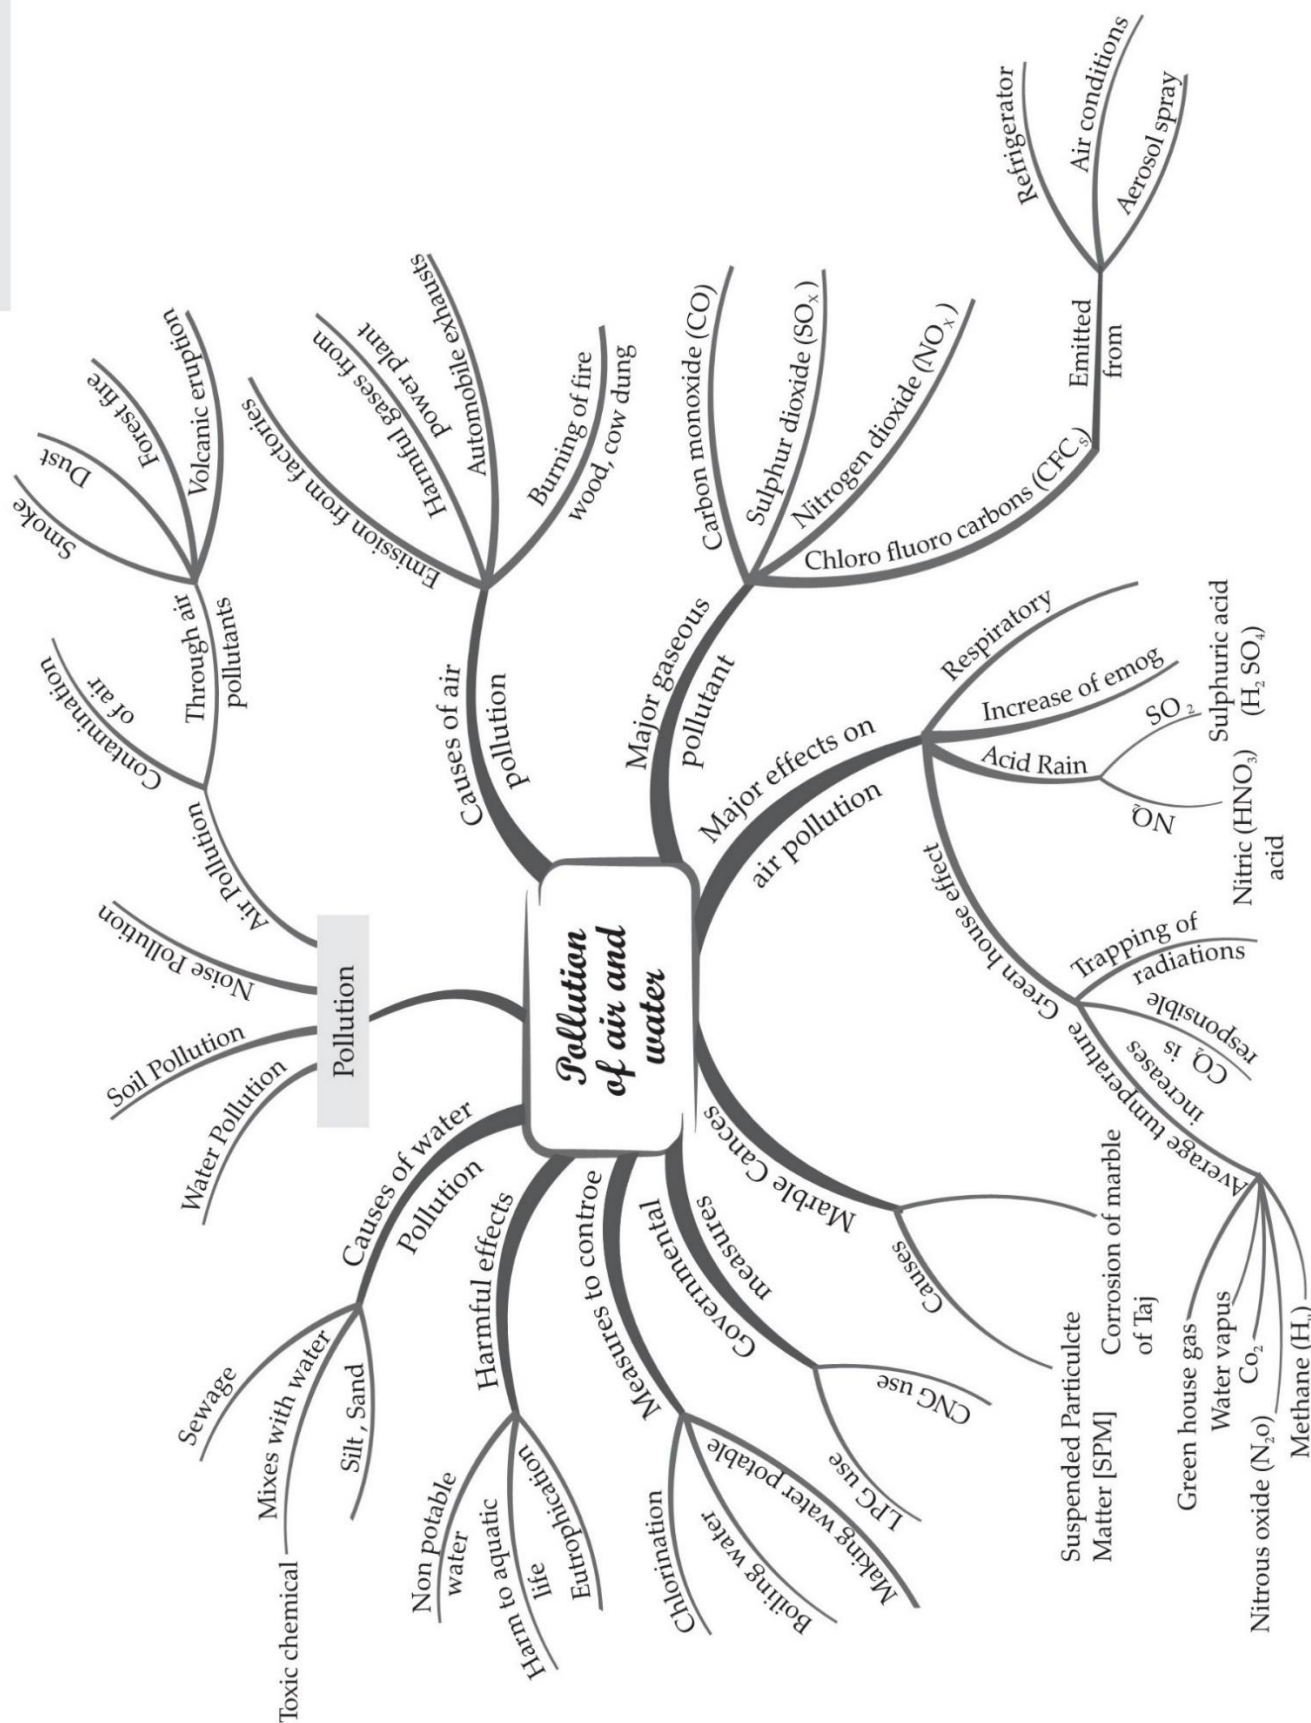 Pollution
of air and
water
Pollution
Water Pollution
Soil Pollution
Noise Pollution
Air Pollution
Contamination
of air
Through air
pollutants
Smoke
Dust
Forest fire
Volcanic eruption
Causes of air
pollution
Emission from factories
Harmful gases from
power plant
Automobile exhausts
Burning of fire
wood, cow dung
Major gaseous
pollutant
Carbon monoxide (CO)
Sulphur dioxide (SOₓ)
Nitrogen dioxide (NOₓ)
Chloro fluoro carbons (CFCₛ)
Emitted
from
Refrigerator
Air conditions
Aerosol spray
Major effects on
air pollution
Respiratory
Increase of emog
Acid Rain
SO₂
Sulphuric acid
(H₂ SO₄)
NO
Nitric (HNO₃)
acid
Green house effect
Trapping of
radiations
CO₂ is
responsible
Average tumperature
increases
Green house gas
Water vapus
Co₂
Nitrous oxide (N₂o)
Methane (H
Marble Cances
Causes
Suspended Particulcte
Matter [SPM]
Corrosion of marble
of Taj
Governmental
measures
CNG use
LPG use
Measures to controe
Chlorination
Boiling water
Making water potable
Harmful effects
Non potable
water
Harm to aquatic
life
Eutrophication
Causes of water
Pollution
Sewage
Mixes with water
Toxic chemical
Silt , Sand